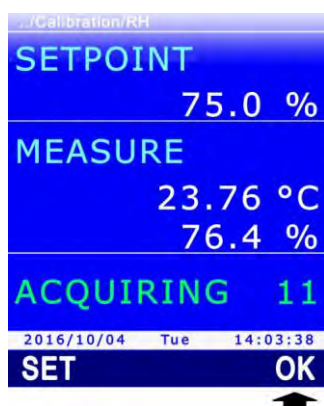 ../Calibration/RH
SETPOINT
75.0 %
MEASURE
23.76 °C
76.4 %
ACQUIRING 11
2016/10/04 Tue 14:03:38
SET OK